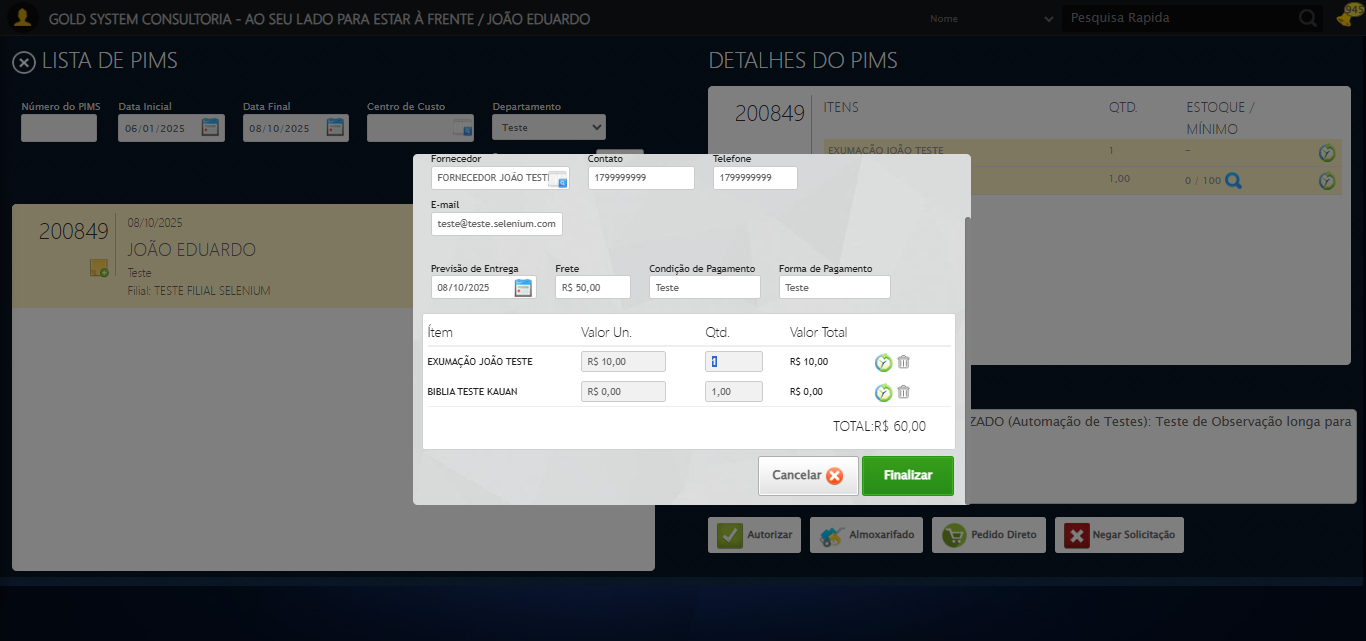 GOLD SYSTEM CONSULTORIA - AO SEU LADO PARA ESTAR À FRENTE / JOÃO EDUARDO
Nome
Pesquisa Rapida
945
LISTA DE PIMS
Número do PIMS
Data Inicial
Data Final
Centro de Custo
Departamento
06/01/2025
08/10/2025
Teste
200849
08/10/2025
JOÃO EDUARDO
Teste
Filial: TESTE FILIAL SELENIUM
DETALHES DO PIMS
200849
ITENS
QTD.
ESTOQUE /
MÍNIMO
EXUMAÇÃO JOÃO TESTE
1
-
1,00
0 / 100
Fornecedor
Contato
Telefone
FORNECEDOR JOÃO TEST
1799999999
1799999999
E-mail
teste@teste.selenium.com
Previsão de Entrega
Frete
Condição de Pagamento
Forma de Pagamento
08/10/2025
R$ 50,00
Teste
Teste
Ítem
Valor Un.
Qtd.
Valor Total
EXUMAÇÃO JOÃO TESTE
R$ 10,00
1
R$ 10,00
BIBLIA TESTE KAUAN
R$ 0,00
1,00
R$ 0,00
TOTAL:R$ 60,00
Cancelar
Finalizar
ZADO (Automação de Testes): Teste de Observação longa para
Autorizar
Almoxarifado
Pedido Direto
Negar Solicitação